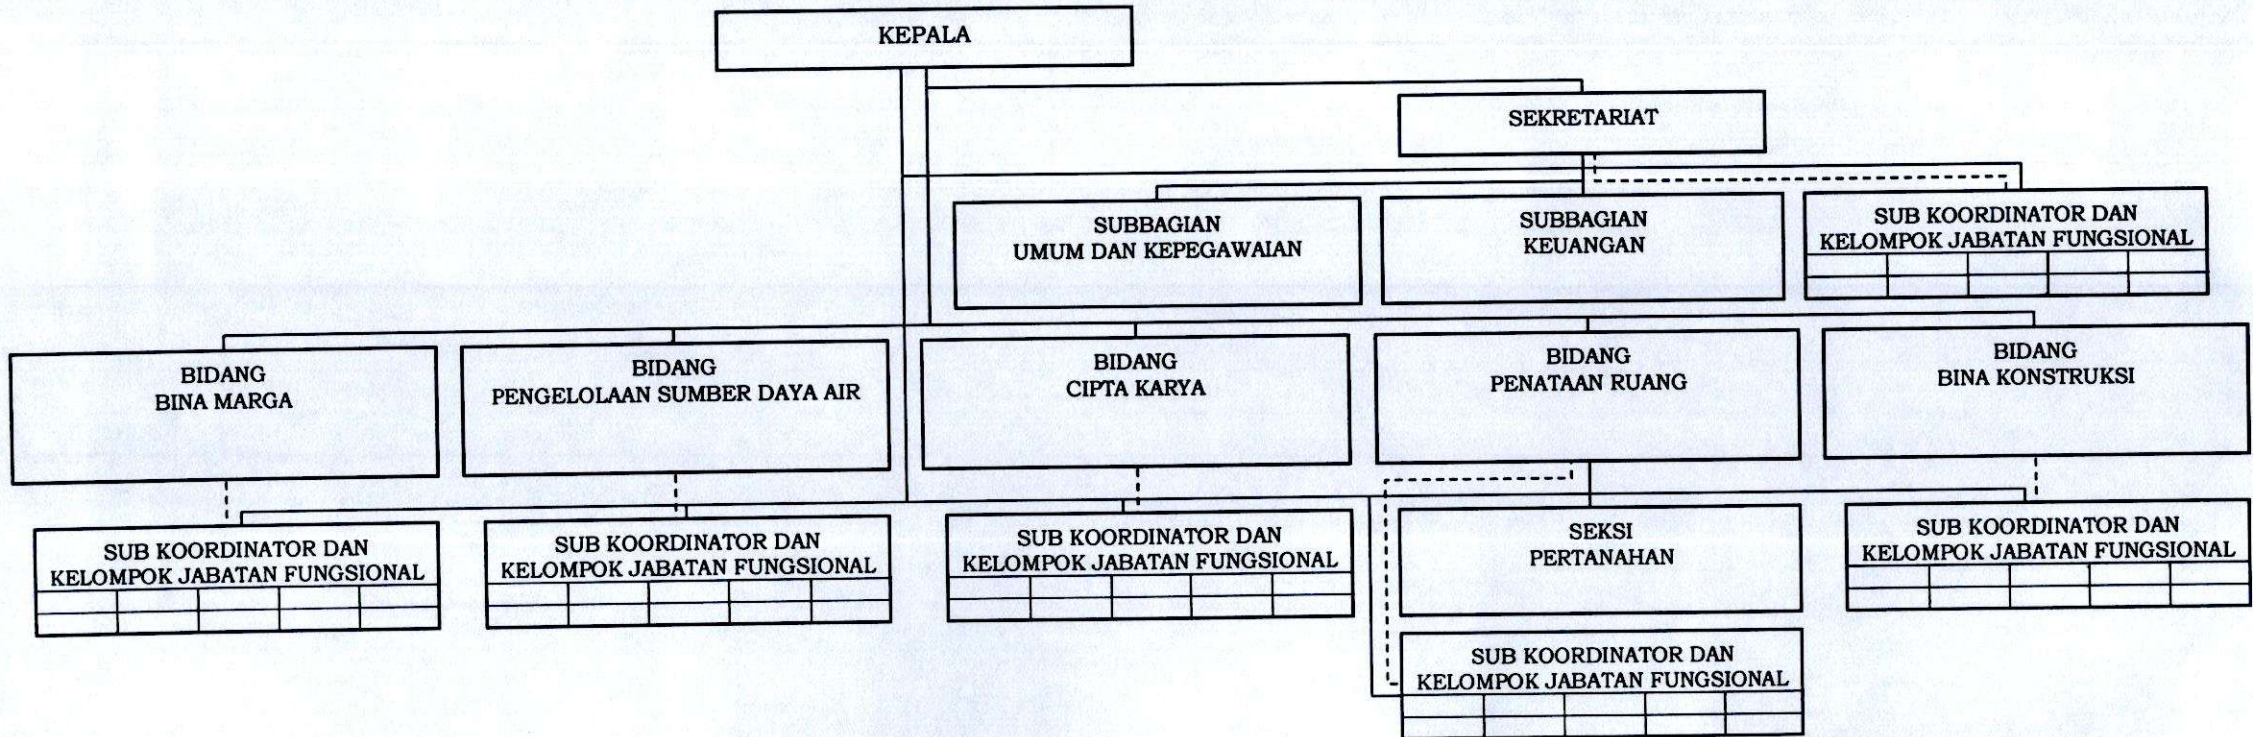 KEPALA
SEKRETARIAT
SUBBAGIAN
UMUM DAN KEPEGAWAIAN
SUBBAGIAN
KEUANGAN
SUB KOORDINATOR DAN
KELOMPOK JABATAN FUNGSIONAL
BIDANG
BINA MARGA
BIDANG
PENGELOLAAN SUMBER DAYA AIR
BIDANG
CIPTA KARYA
BIDANG
PENATAAN RUANG
BIDANG
BINA KONSTRUKSI
SUB KOORDINATOR DAN
KELOMPOK JABATAN FUNGSIONAL
SUB KOORDINATOR DAN
KELOMPOK JABATAN FUNGSIONAL
SUB KOORDINATOR DAN
KELOMPOK JABATAN FUNGSIONAL
SEKSI
PERTANAHAN
SUB KOORDINATOR DAN
KELOMPOK JABATAN FUNGSIONAL
SUB KOORDINATOR DAN
KELOMPOK JABATAN FUNGSIONAL